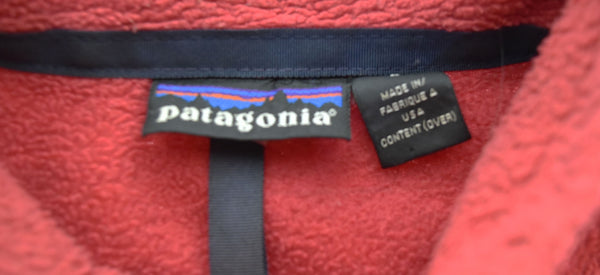 patagonia®
MADE IN/
FABRIQUE A
USA
CONTENT (OVER)